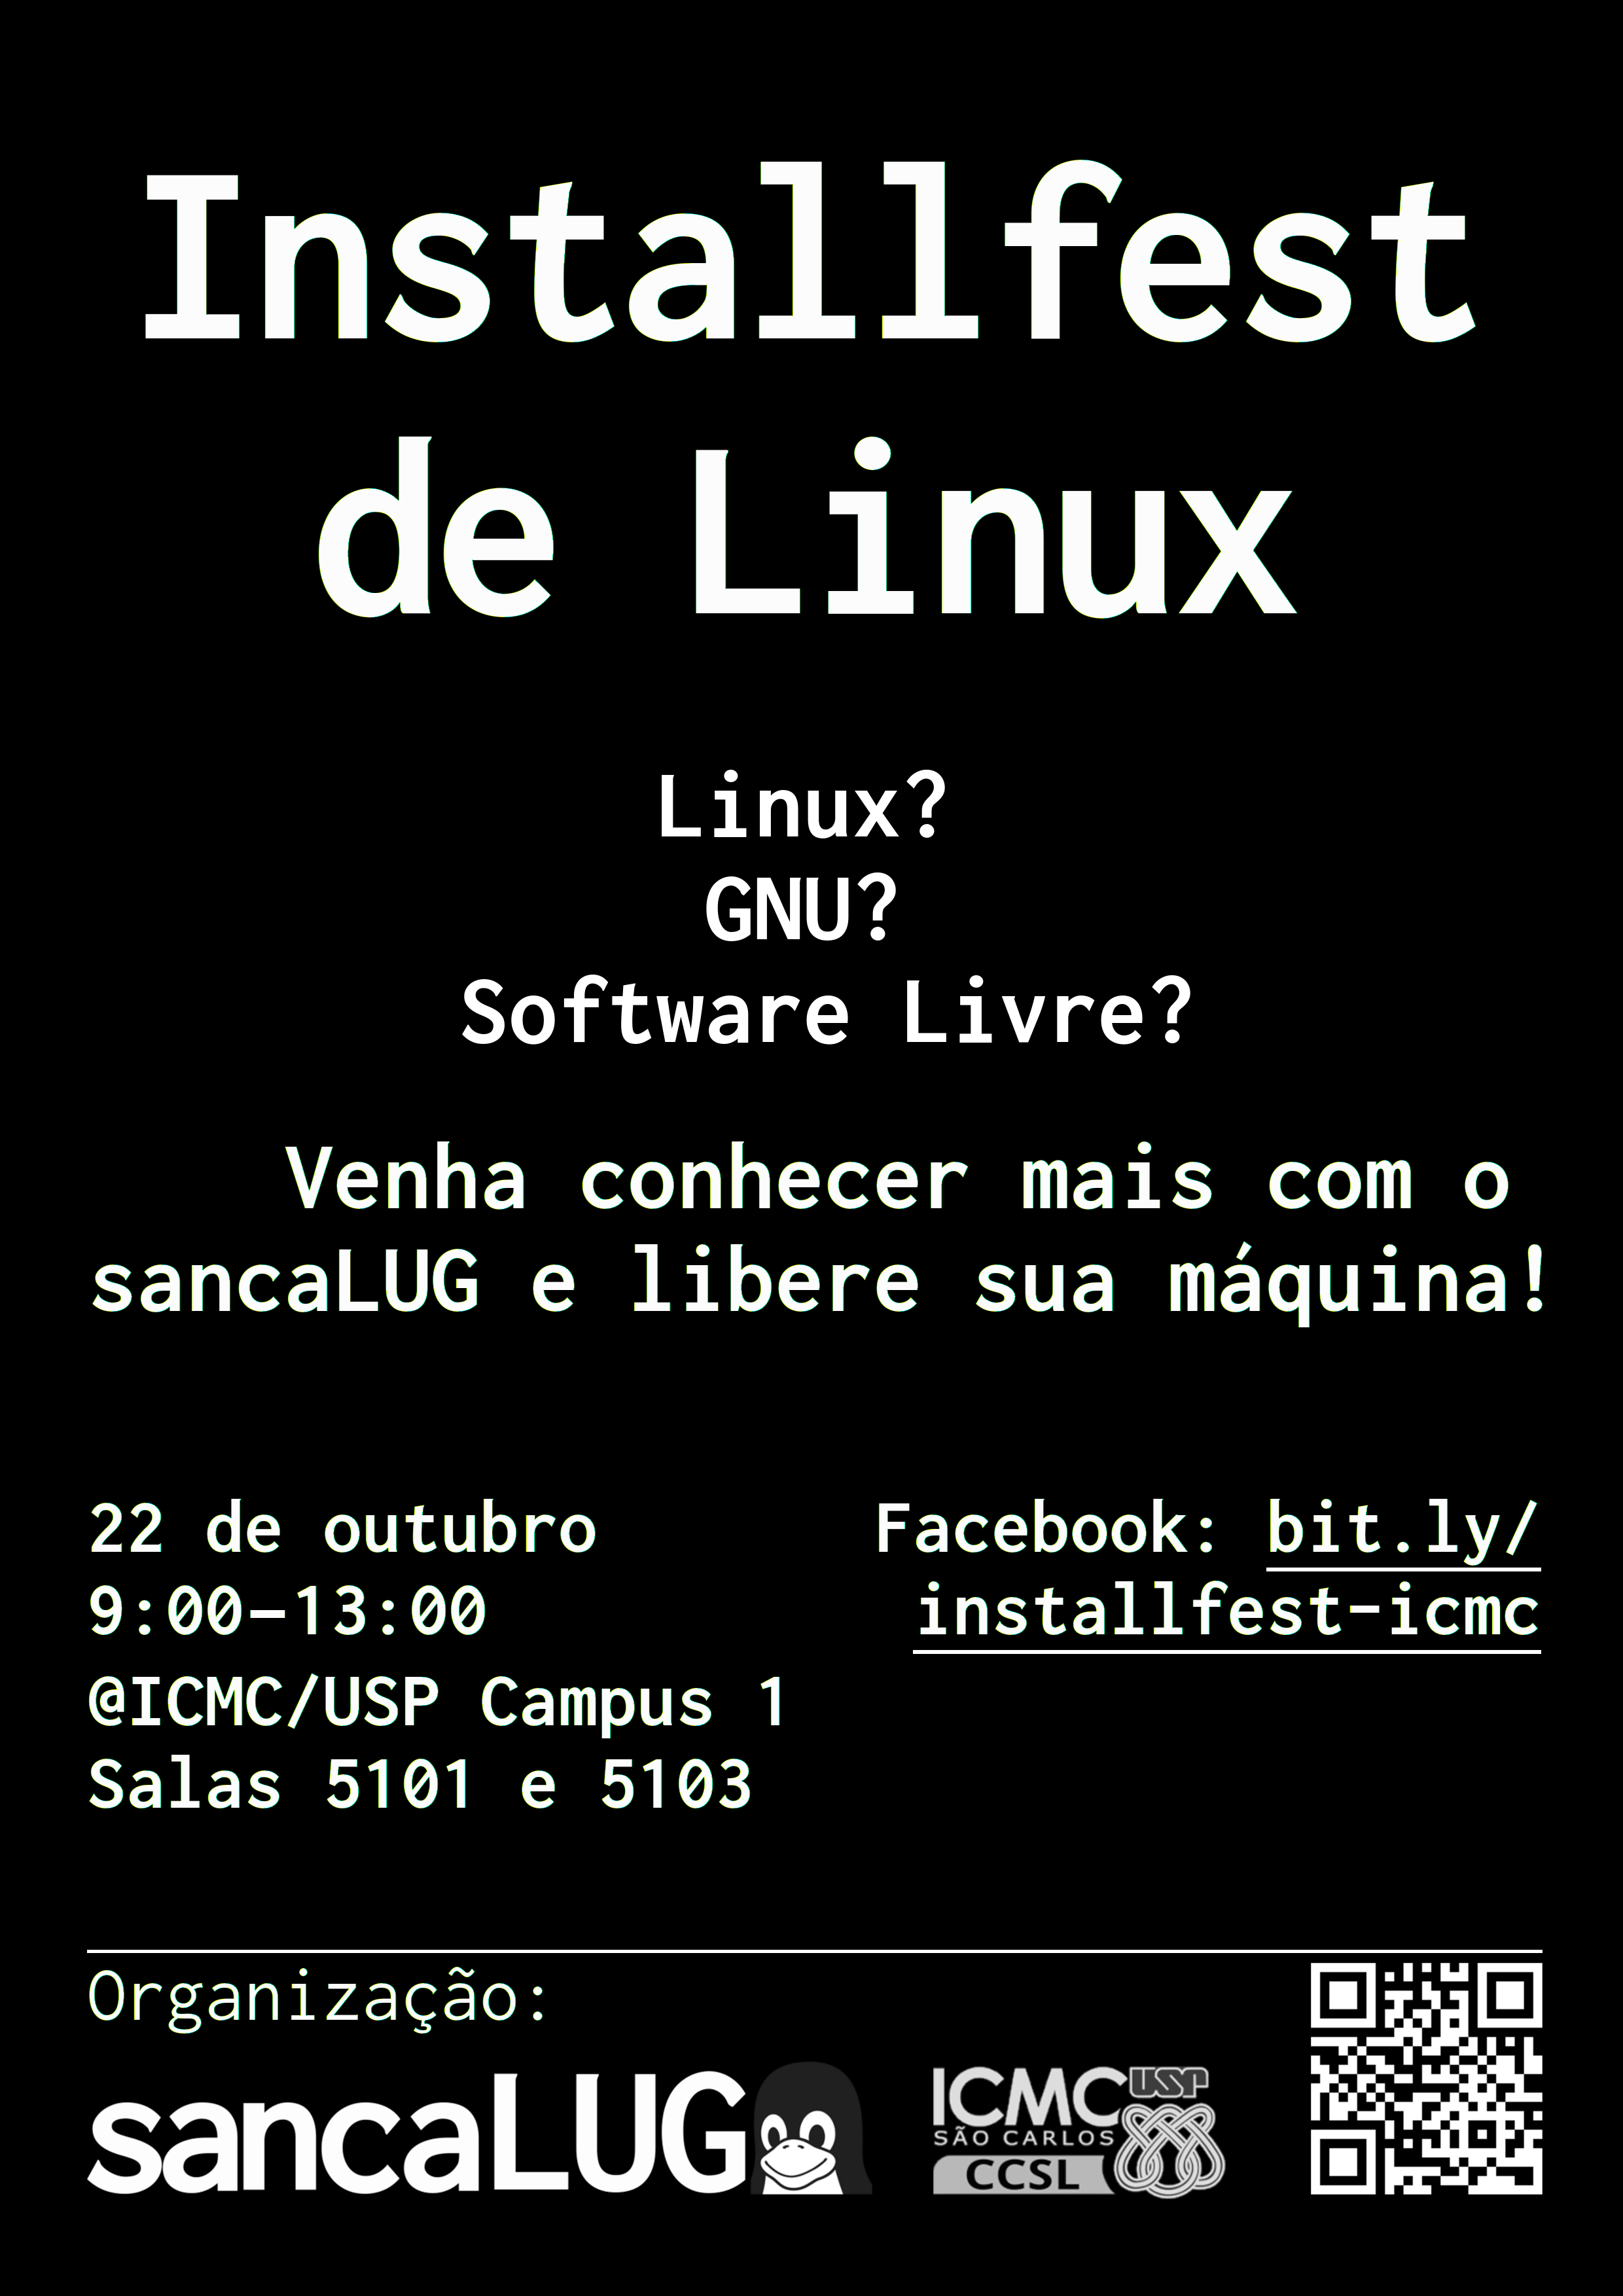 Installfest
de Linux
Linux?
GNU?
Software Livre?
Venha conhecer mais com o
sancaLUG e libere sua máquina!
22 de outubro
9:00–13:00
@ICMC/USP Campus 1
Salas 5101 e 5103
Facebook: bit.ly/
installfest-icmc
Organização:
sancaLUG
ICMC USP
SÃO CARLOS
CCSL